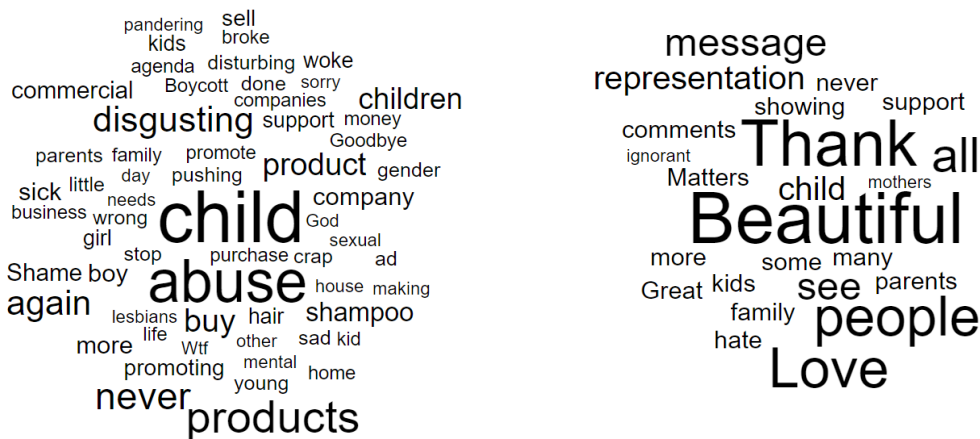 pandering sell
kids broke
agenda disturbing woke
commercial Boycott done sorry
companies children
disgusting support money
Goodbye
parents family promote product gender
sick little day pushing
business needs company
wrong child God
girl sexual
stop purchase crap ad
Shame boy abuse house making
again lesbians buy hair shampoo
life
more Wtf other sad kid
promoting mental home
young
never products
message
representation never
showing support
comments Thank all
ignorant
Matters child mothers
Beautiful
more some many
Great kids see parents
family people
hate
Love